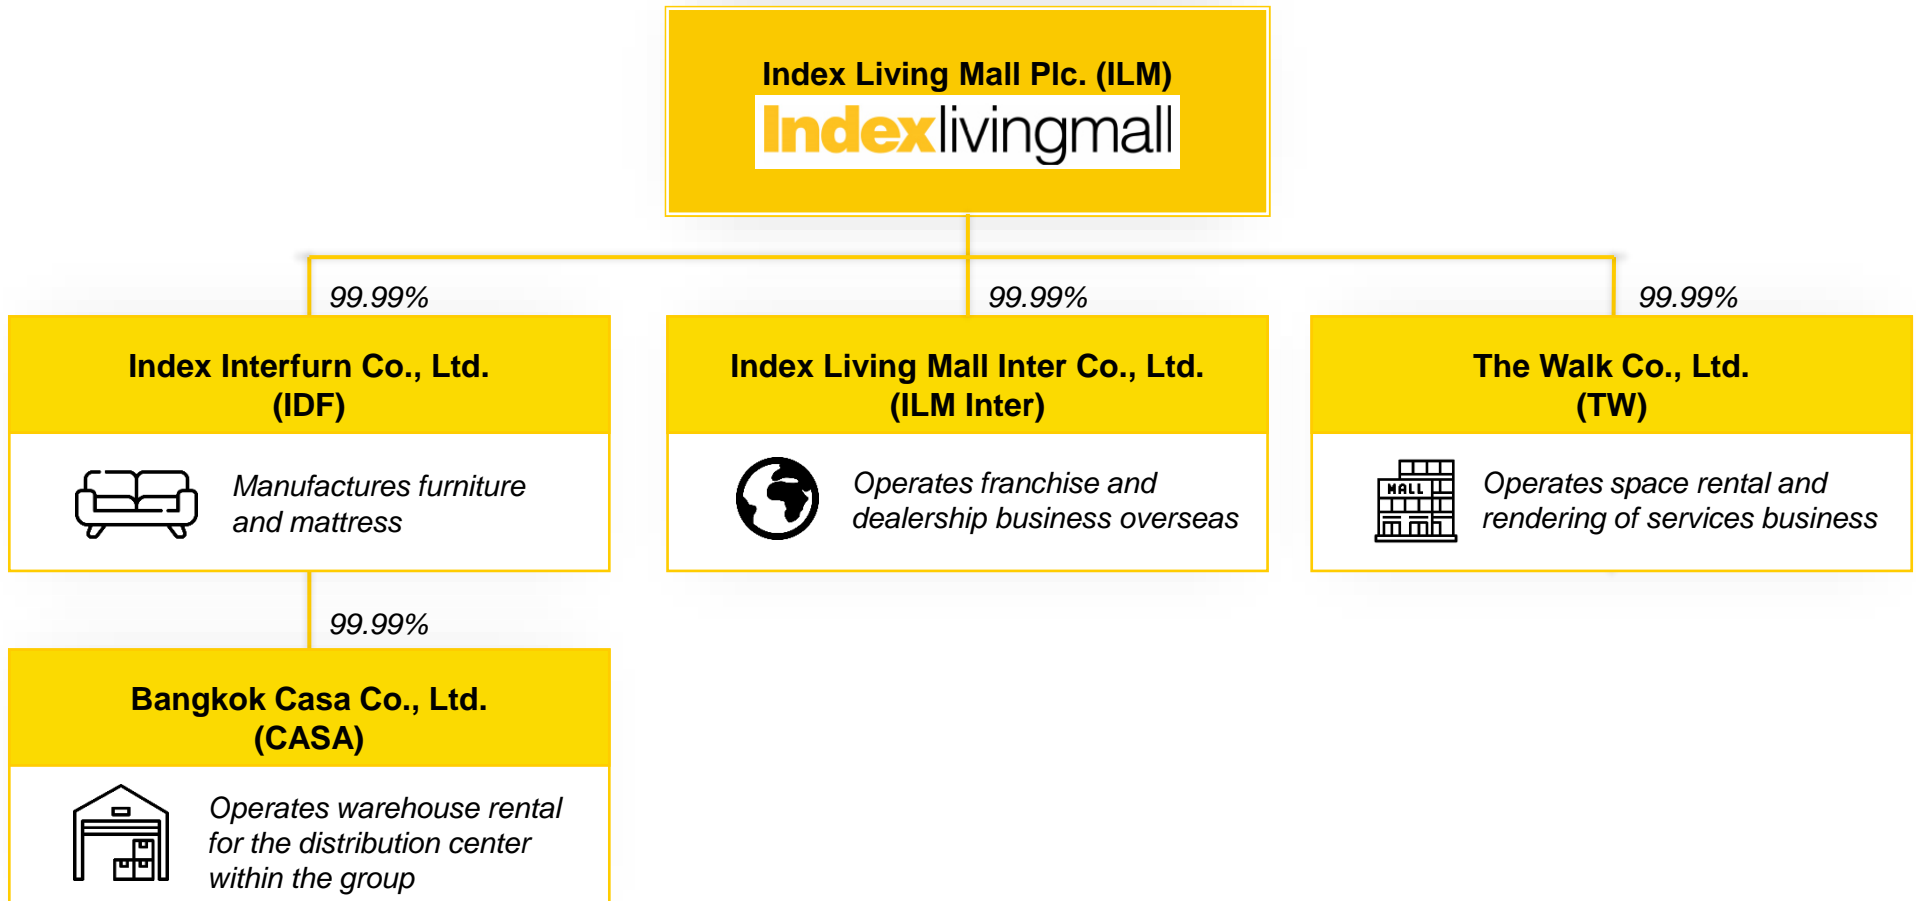 Index Living Mall Plc. (ILM)
Indexlivingmall
99.99%
99.99%
99.99%
Index Interfurn Co., Ltd.
(IDF)
Manufactures furniture
and mattress
Index Living Mall Inter Co., Ltd.
(ILM Inter)
Operates franchise and
dealership business overseas
The Walk Co., Ltd.
(TW)
MALL
Operates space rental and
rendering of services business
99.99%
Bangkok Casa Co., Ltd.
(CASA)
Operates warehouse rental
for the distribution center
within the group